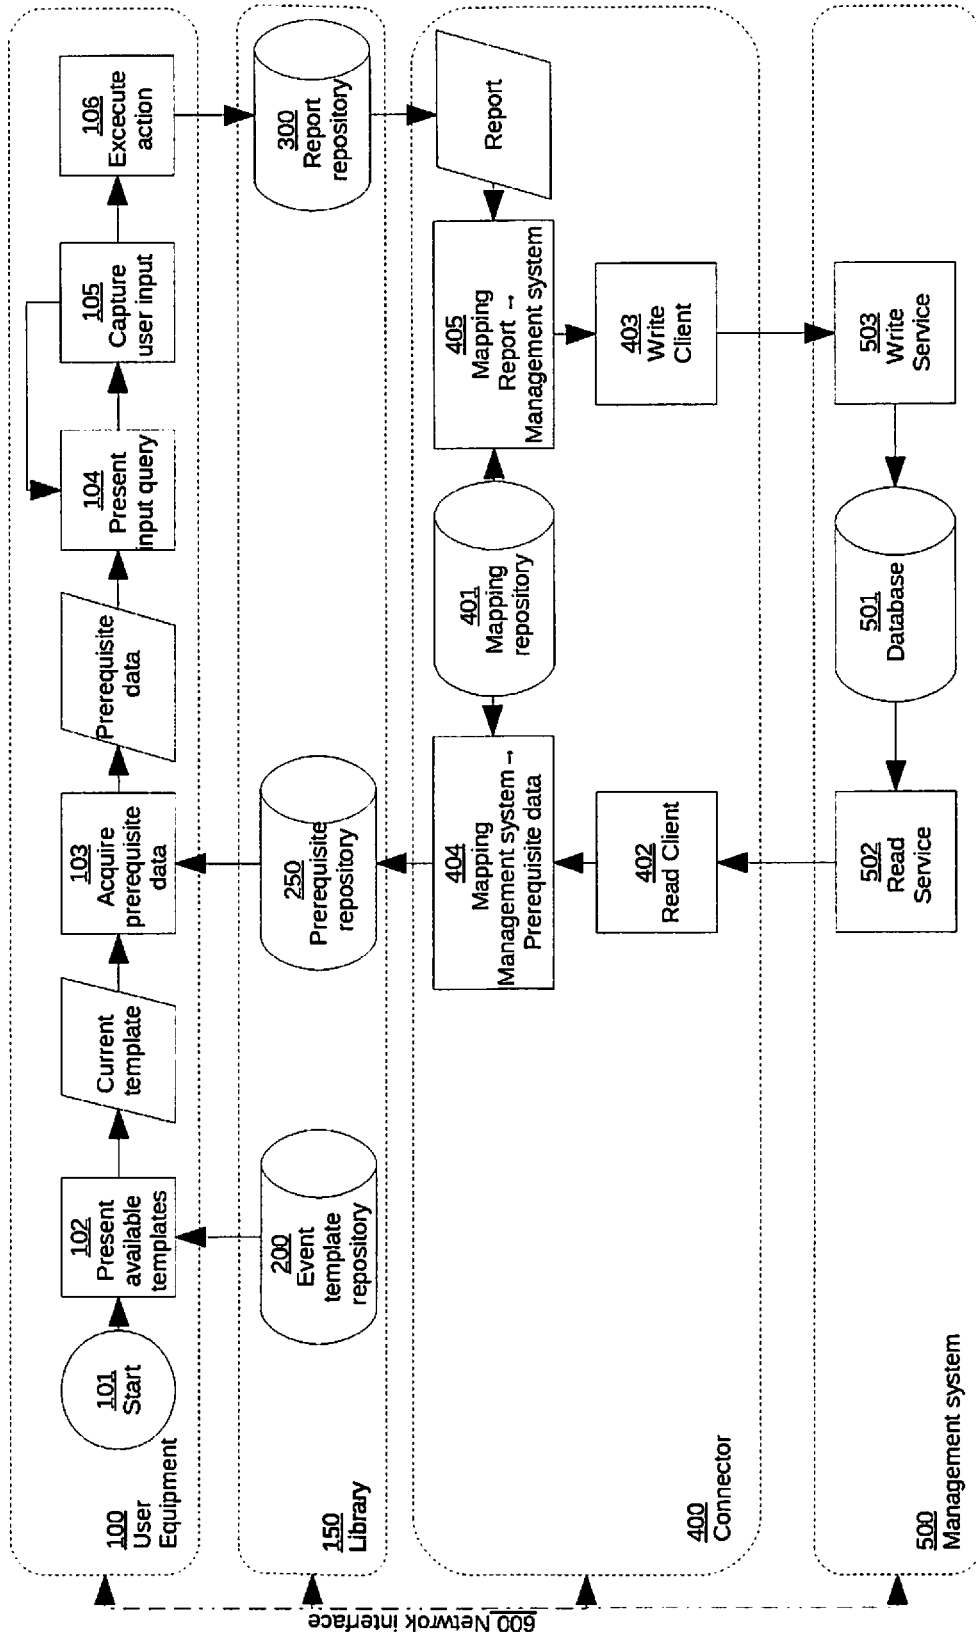 100
User
Equipment
101
Start
102
Present
available
templates
Current
template
103
Acquire
prerequisite
data
Prerequisite
data
104
Present
input query
105
Capture
user input
106
Excecute
action
150
Library
200
Event
template
repository
250
Prerequisite
repository
300
Report
repository
400
Connector
404
Mapping
Management system →
Prerequisite data
401
Mapping
repository
405
Mapping
Report →
Management system
Report
402
Read Client
403
Write
Client
500
Management system
502
Read
Service
501
Database
503
Write
Service
600 Netwrok interface